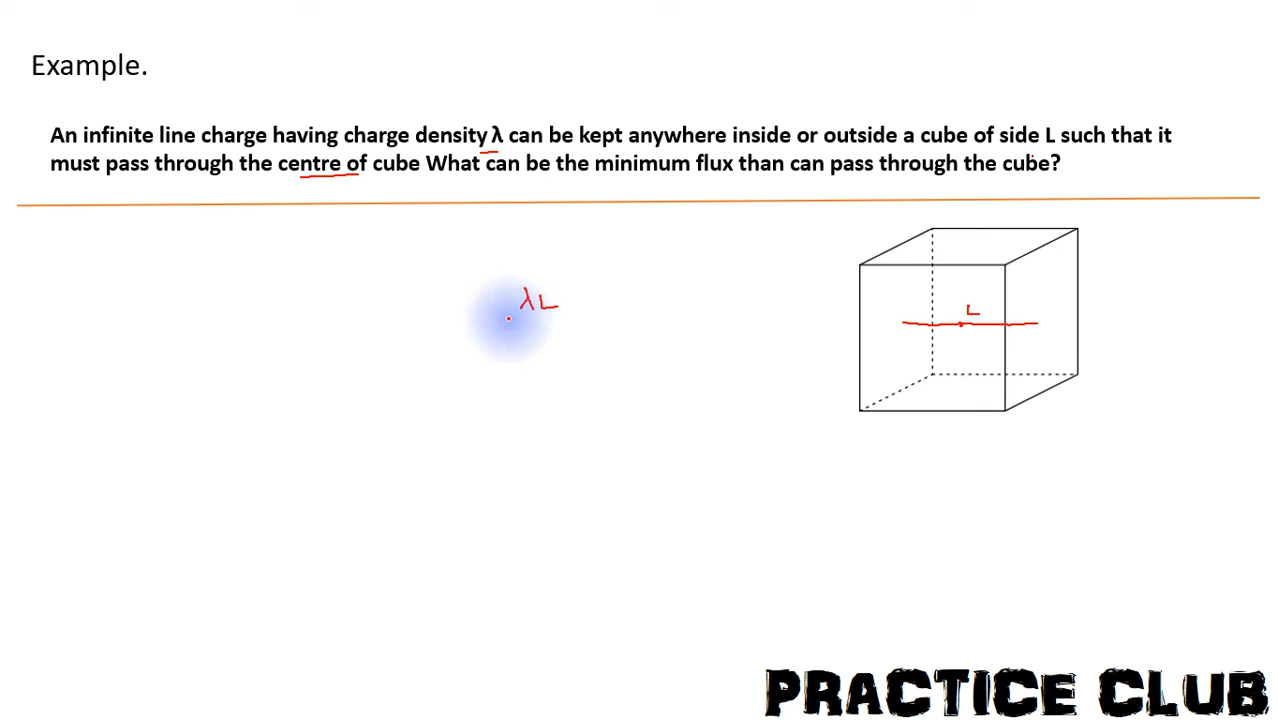 Example.
An infinite line charge having charge density λ can be kept anywhere inside or outside a cube of side L such that it
must pass through the centre of cube What can be the minimum flux than can pass through the cube?
λL
L
PRACTICE CLUB